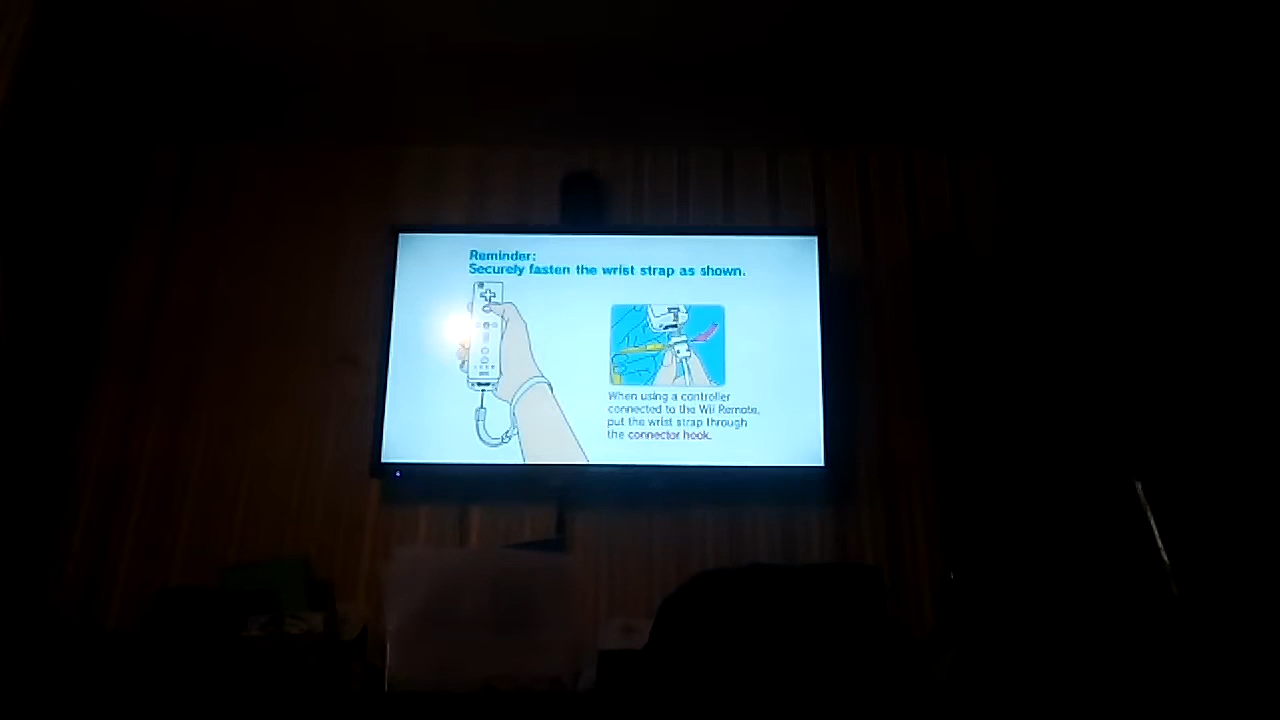 Reminder:
Securely fasten the wrist strap as shown.
When using a controller
connected to the Wii Remote,
put the wrist strap through
the connector hook.